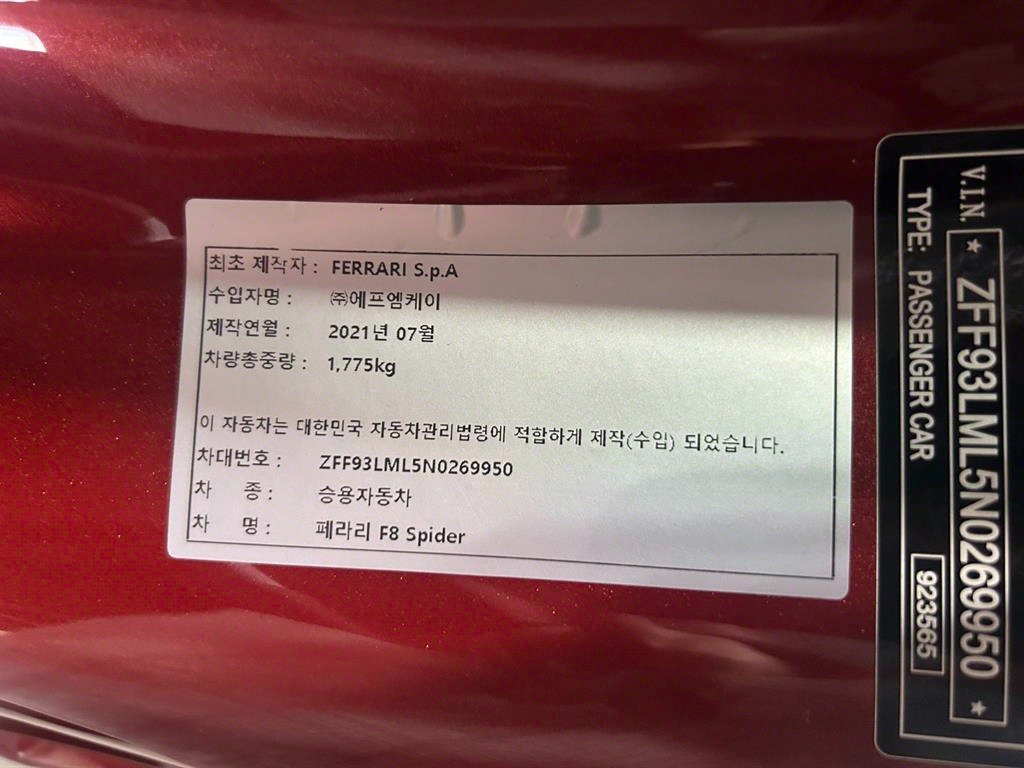 최초 제작자 : FERRARI S.p.A
수입자명 : ㈜에프엠케이
제작연월 : 2021년 07월
차량총중량 : 1,775kg
이 자동차는 대한민국 자동차관리법령에 적합하게 제작(수입) 되었습니다.
차대번호 : ZFF93LML5N0269950
차 종 : 승용자동차
차 명 : 페라리 F8 Spider
V.I.N. ★ ZFF93LML5N0269950 ★
TYPE: PASSENGER CAR 923565